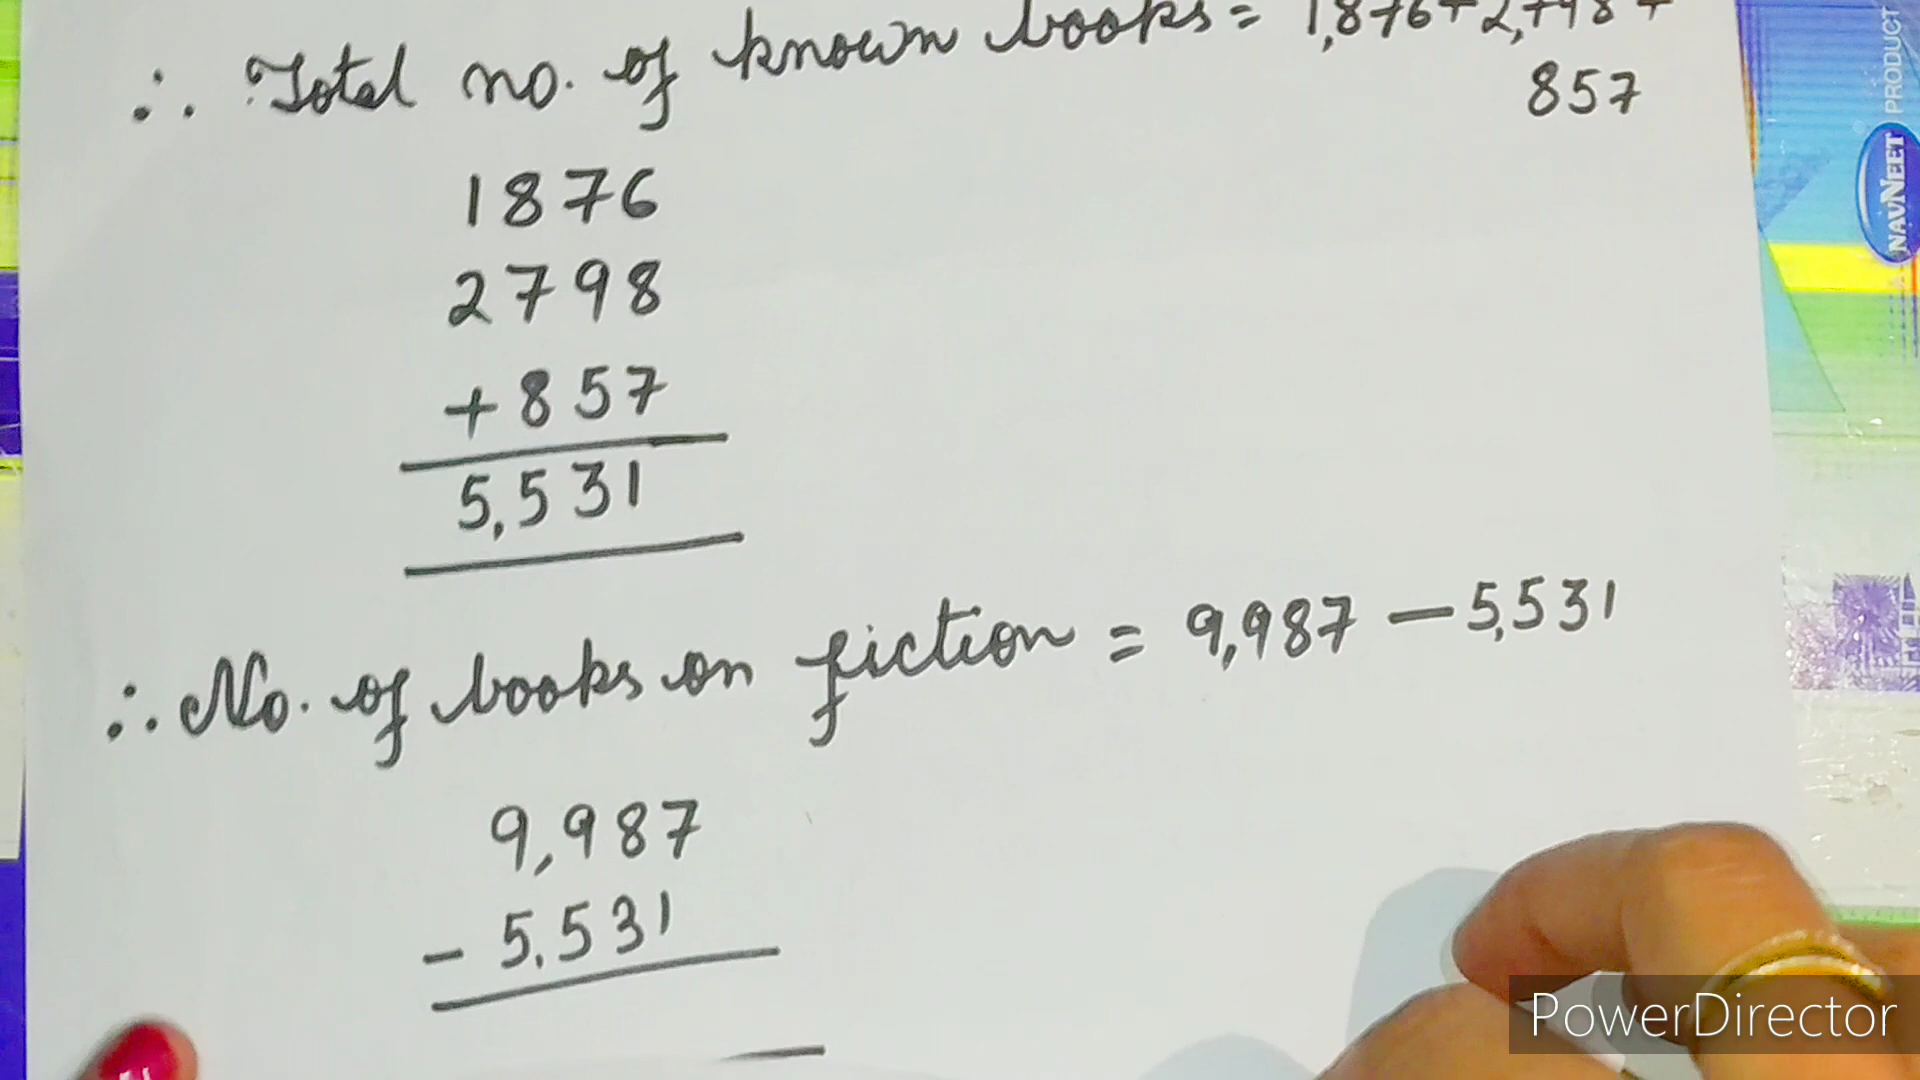 ∴ Total no. of known books = 1,876 + 2,798 +
857
1876
2798
+ 857
5,531
∴ No. of books on fiction = 9,987 — 5,531
9,987
- 5,531
NAVNEET PRODUCT
PowerDirector